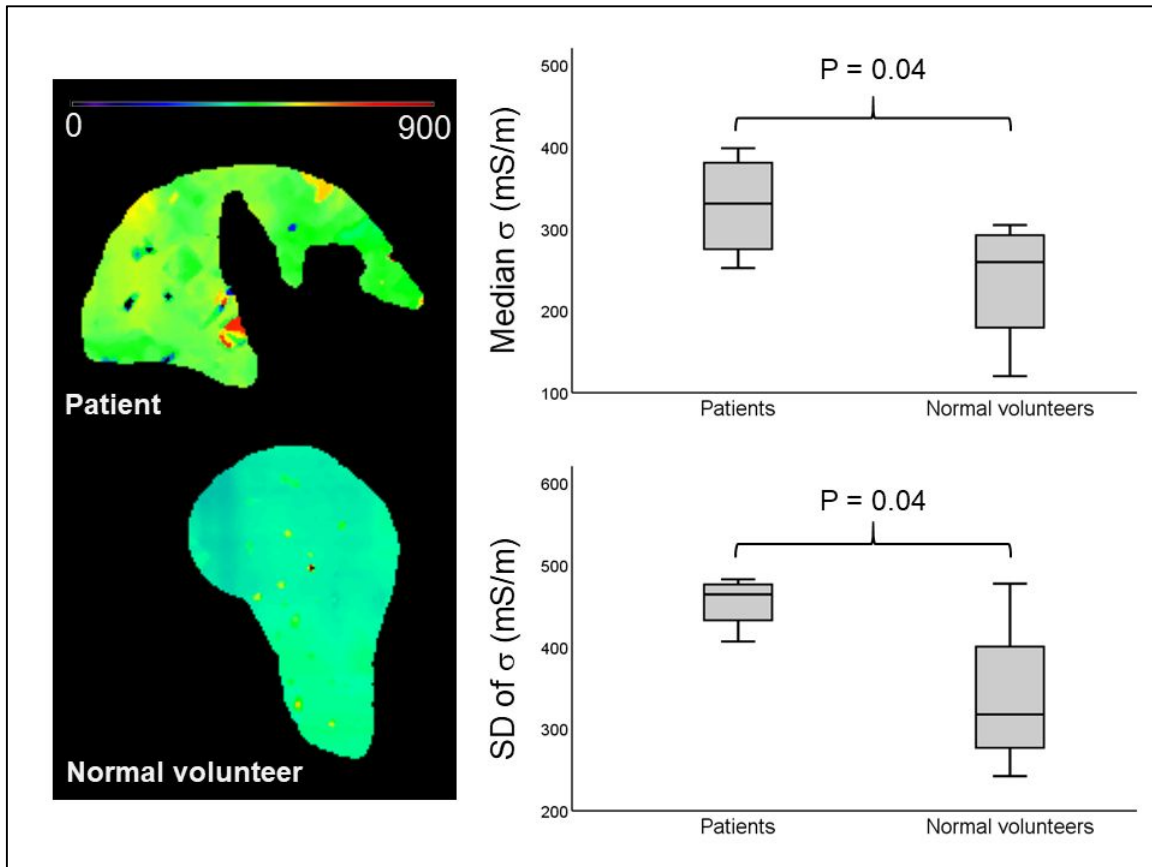 0 900
Patient
Normal volunteer
Median σ (mS/m)
500
400
300
200
100
P = 0.04
Patients Normal volunteers
SD of σ (mS/m)
600
500
400
300
200
P = 0.04
Patients Normal volunteers